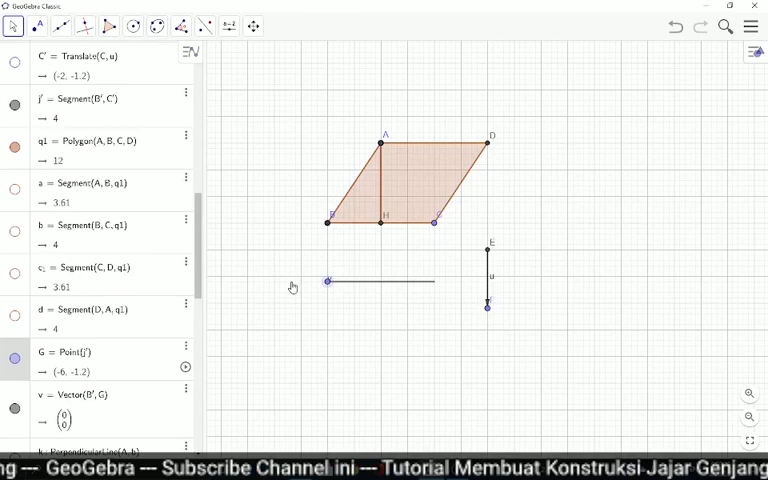 GeoGebra Classic
a=2
C' = Translate(C, u)
→ (-2, -1.2)
j' = Segment(B', C')
→ 4
q1 = Polygon(A, B, C, D)
→ 12
a = Segment(A, B, q1)
→ 3.61
b = Segment(B, C, q1)
→ 4
c₁ = Segment(C, D, q1)
→ 3.61
d = Segment(D, A, q1)
→ 4
G = Point(j')
→ (-6, -1.2)
v = Vector(B', G)
→ (0 0)
k: PerpendicularLine(A, b)
A
D
B
H
C
E
u
ng --- GeoGebra --- Subscribe Channel ini --- Tutorial Membuat Konstruksi Jajar Genjang